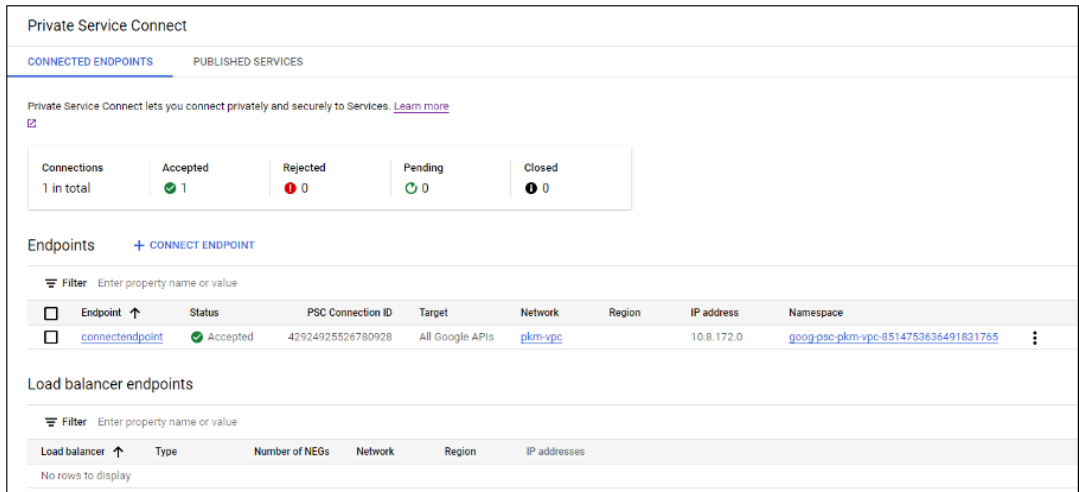 Private Service Connect
CONNECTED ENDPOINTS PUBLISHED SERVICES
Private Service Connect lets you connect privately and securely to Services. Learn more
Connections Accepted Rejected Pending Closed
1 in total 1 0 0 0
Endpoints + CONNECT ENDPOINT
Filter Enter property name or value
Endpoint Status PSC Connection ID Target Network Region IP address Namespace
connectendpoint Accepted 42924925526780928 All Google APIs pkm-vpc 10.8.172.0 goog-psc-pkm-vpc-8514753636491831765
Load balancer endpoints
Filter Enter property name or value
Load balancer Type Number of NEGs Network Region IP addresses
No rows to display